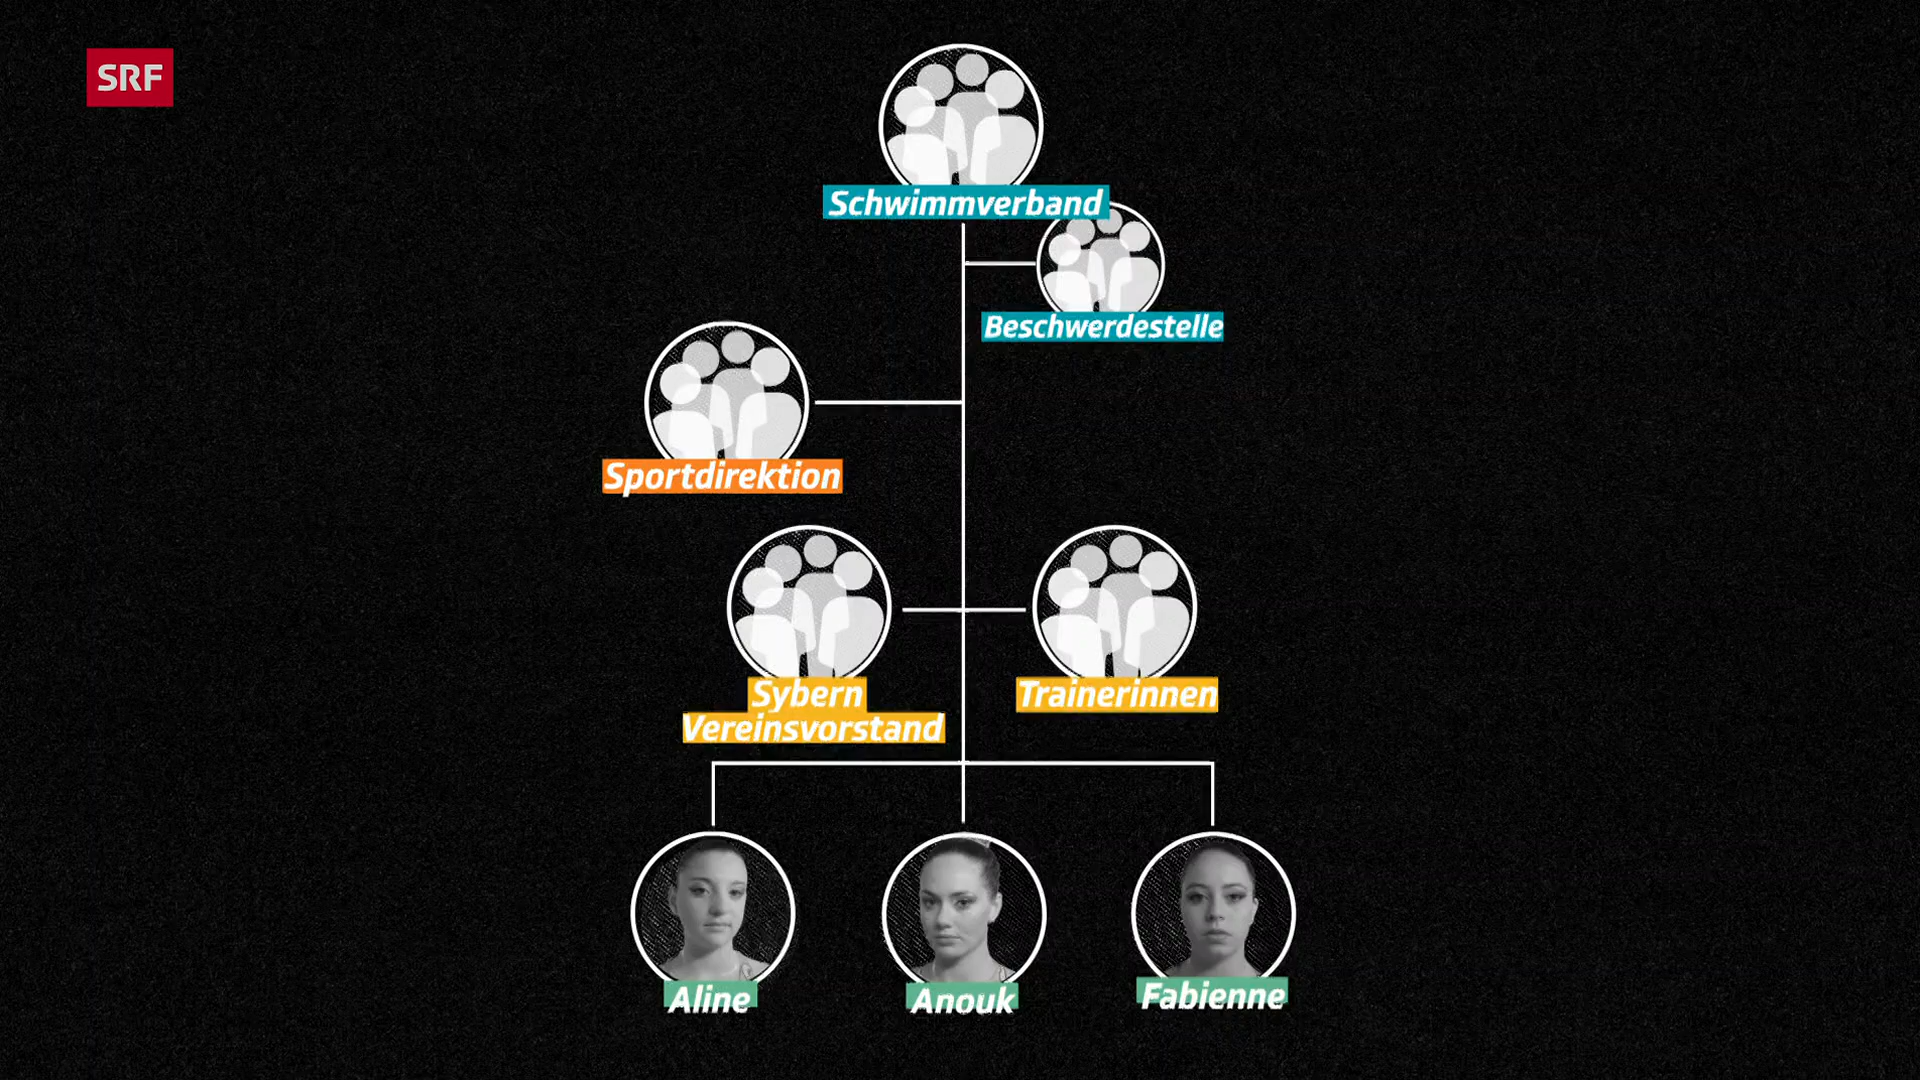 SRF
Schwimmverband
Beschwerdestelle
Sportdirektion
Sybern
Vereinsvorstand
Trainerinnen
Aline
Anouk
Fabienne